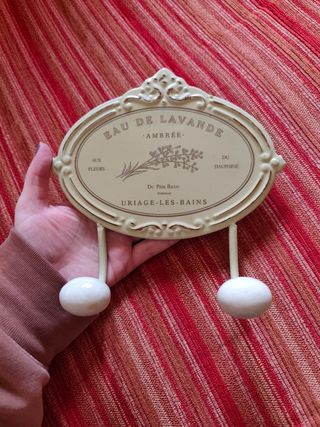 EAU DE LAVANDE
·AMBRÉE·
AUX
FLEURS
DU
DAUPHINÉ
URIAGE-LES-BAINS